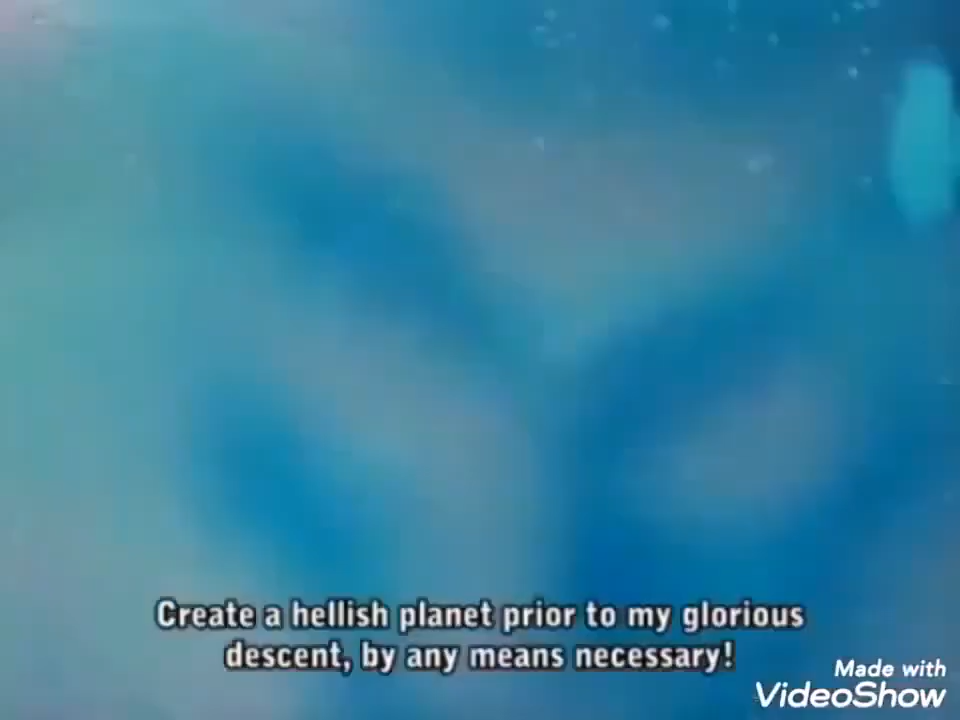 Create a hellish planet prior to my glorious
descent, by any means necessary!
Made with
VideoShow